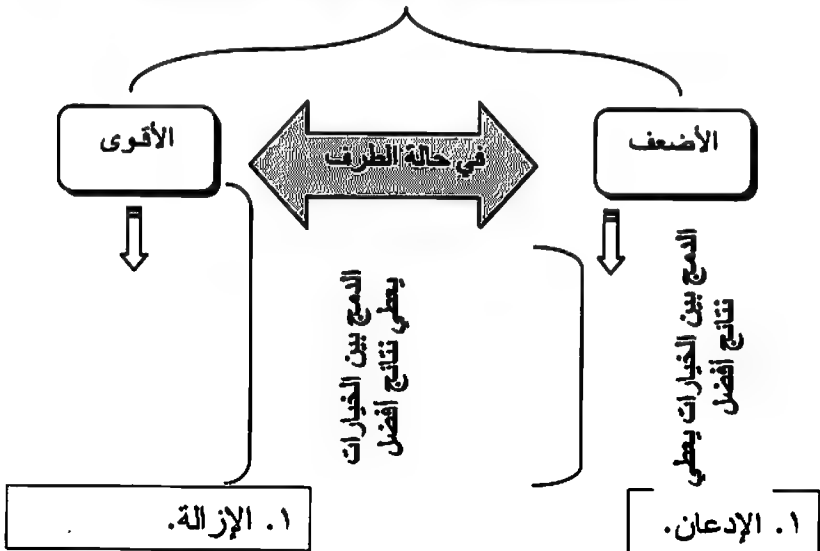 الأضعف
في حالة الطرف
الأقوى
الدمج بين الخيارات يعطي
نتائج أفضل
الدمج بين الخيارات
يعطي نتائج أفضل
١. الإدعان.
١. الإزالة.